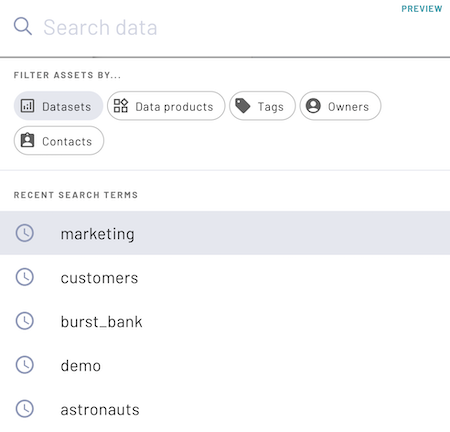 PREVIEW
Search data
FILTER ASSETS BY...
Datasets Data products Tags Owners
Contacts
RECENT SEARCH TERMS
marketing
customers
burst_bank
demo
astronauts